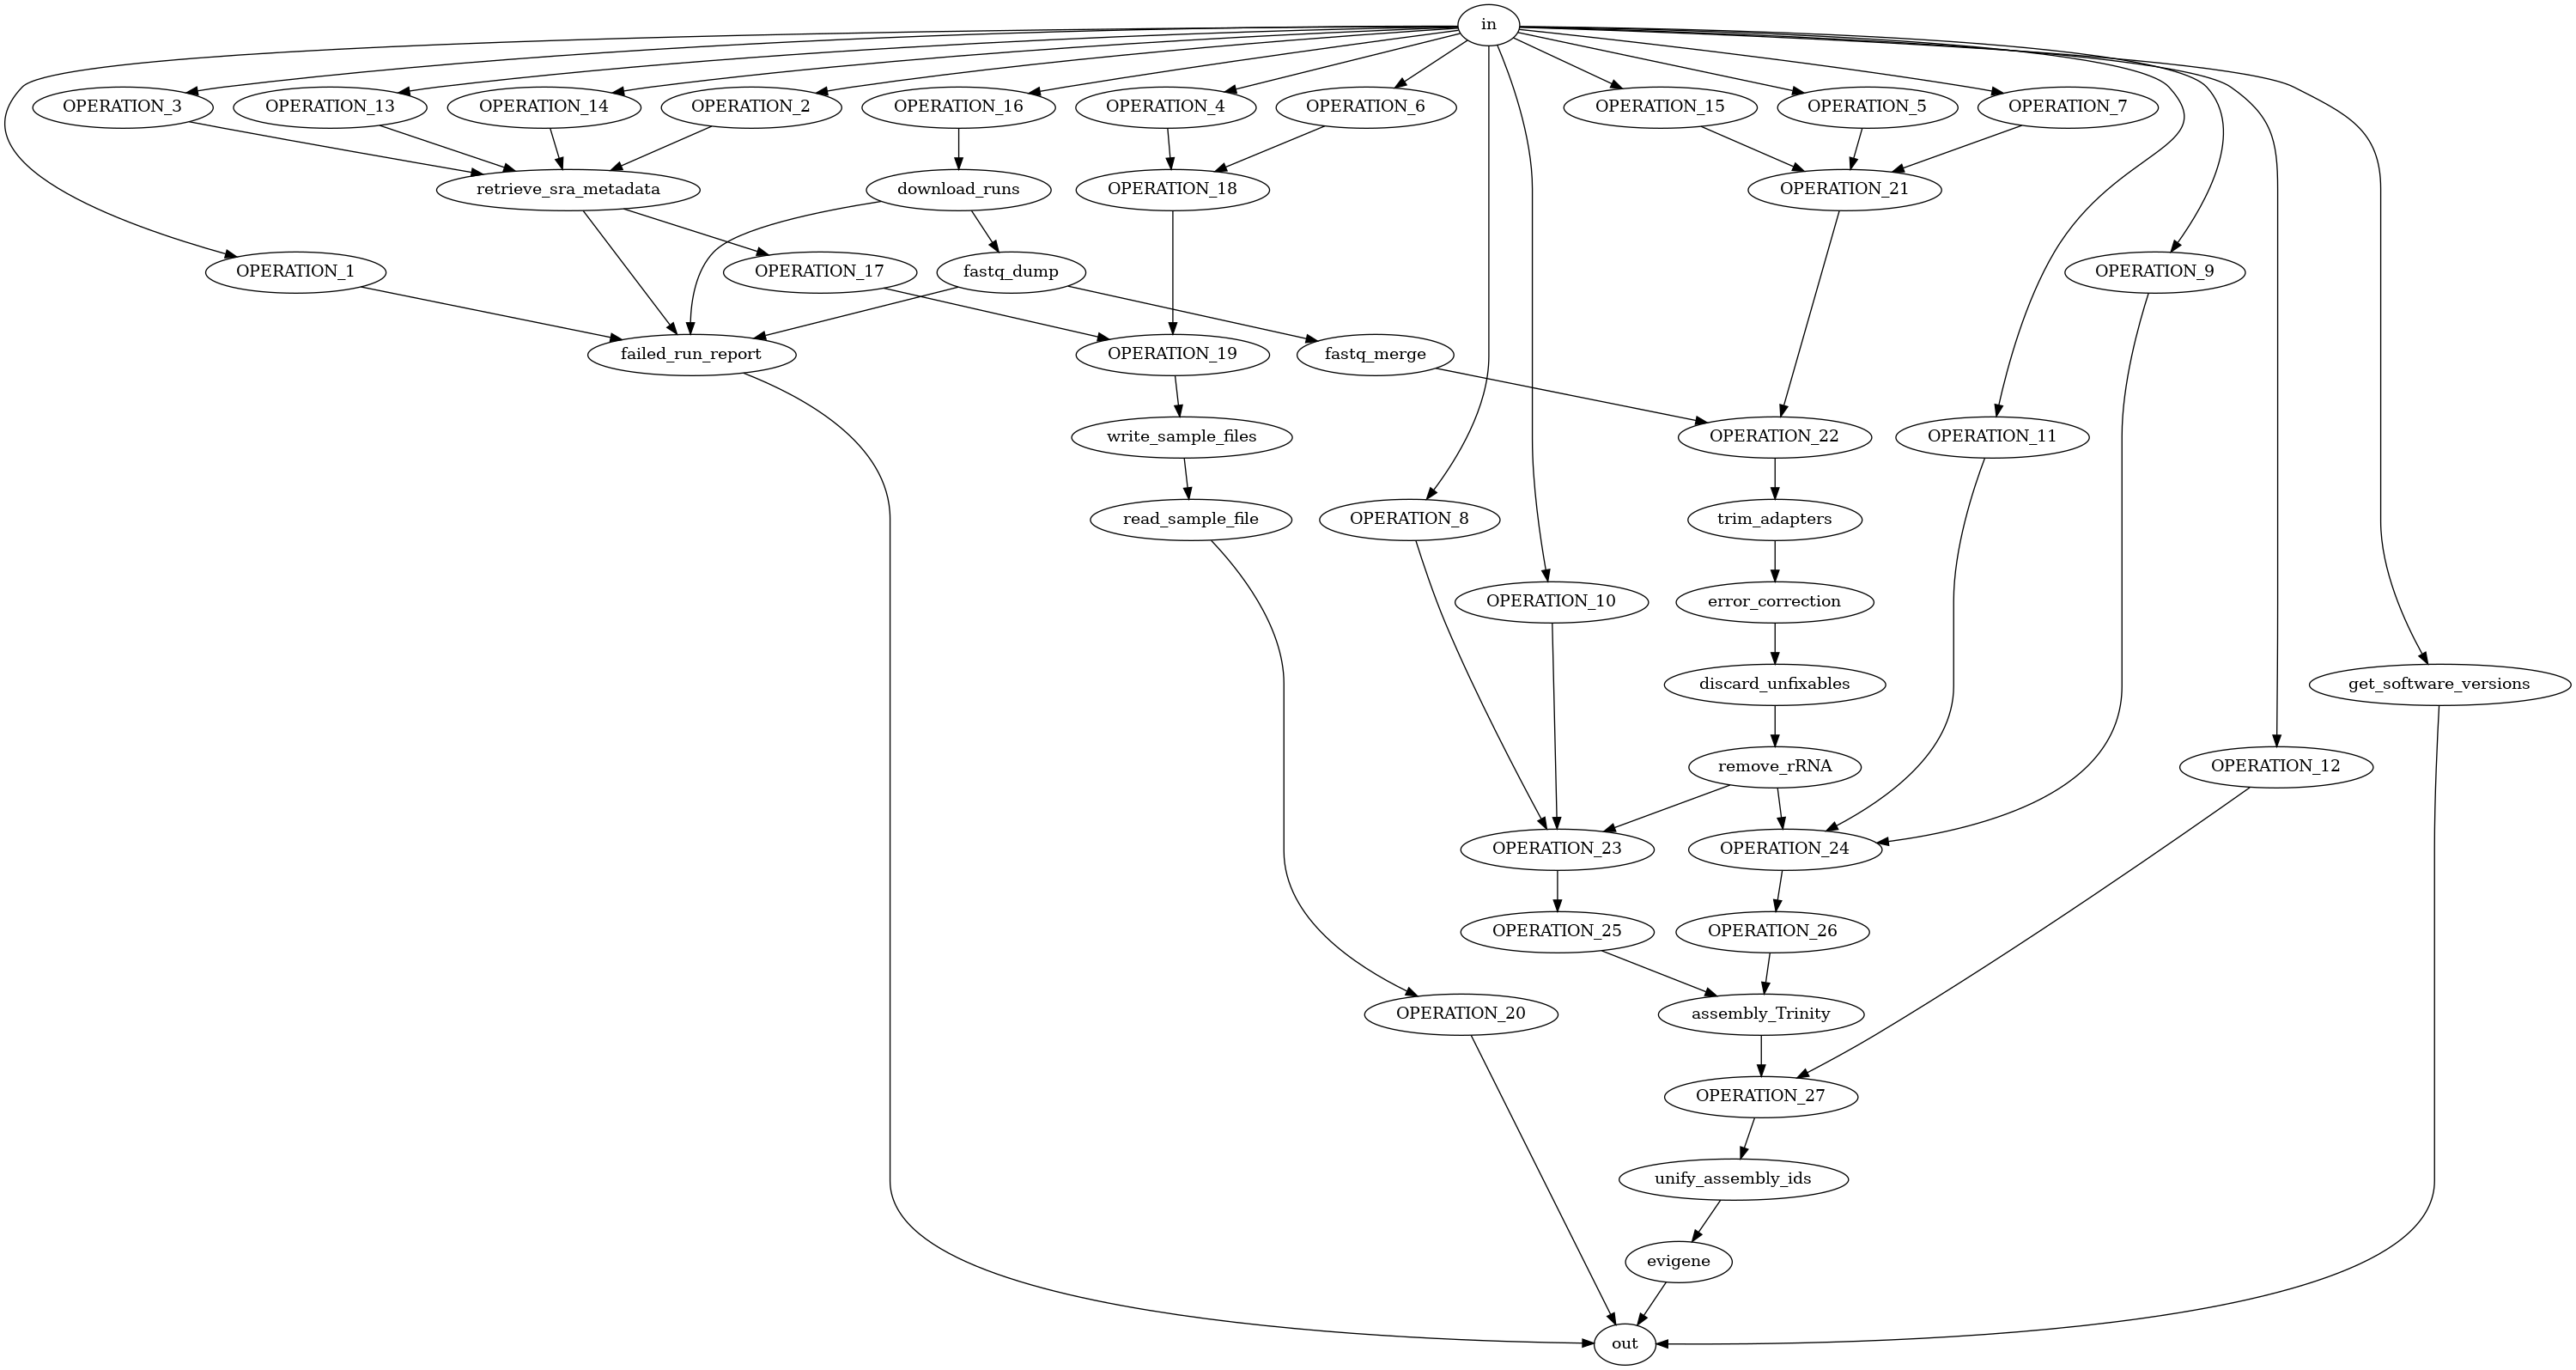 in
OPERATION_3
OPERATION_13
OPERATION_14
OPERATION_2
OPERATION_16
OPERATION_4
OPERATION_6
OPERATION_15
OPERATION_5
OPERATION_7
retrieve_sra_metadata
download_runs
OPERATION_18
OPERATION_21
OPERATION_1
OPERATION_17
fastq_dump
OPERATION_9
failed_run_report
OPERATION_19
fastq_merge
write_sample_files
OPERATION_22
OPERATION_11
read_sample_file
OPERATION_8
trim_adapters
OPERATION_10
error_correction
discard_unfixables
get_software_versions
remove_rRNA
OPERATION_12
OPERATION_23
OPERATION_24
OPERATION_25
OPERATION_26
OPERATION_20
assembly_Trinity
OPERATION_27
unify_assembly_ids
evigene
out